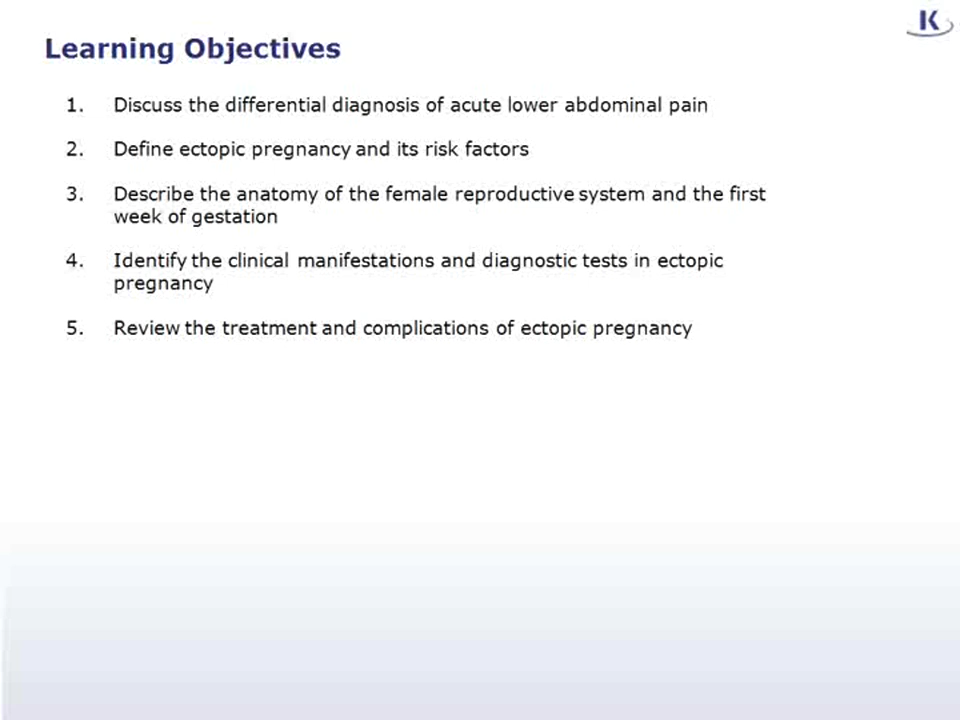 K
Learning Objectives
1. Discuss the differential diagnosis of acute lower abdominal pain
2. Define ectopic pregnancy and its risk factors
3. Describe the anatomy of the female reproductive system and the first
week of gestation
4. Identify the clinical manifestations and diagnostic tests in ectopic
pregnancy
5. Review the treatment and complications of ectopic pregnancy